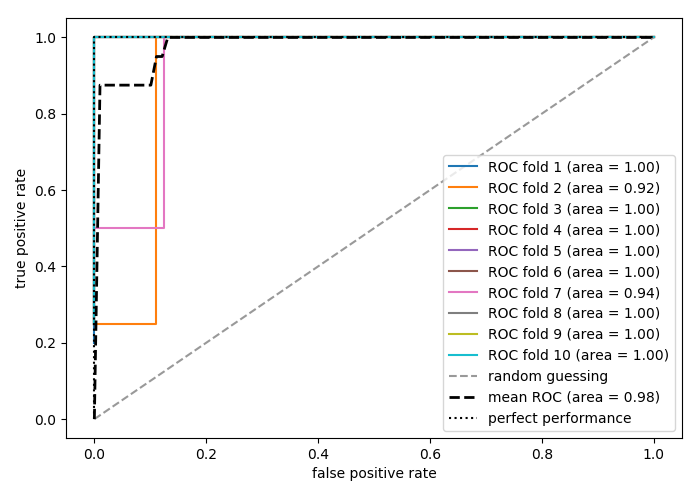 1.0
0.8
0.6
0.4
0.2
0.0
true positive rate
ROC fold 1 (area = 1.00)
ROC fold 2 (area = 0.92)
ROC fold 3 (area = 1.00)
ROC fold 4 (area = 1.00)
ROC fold 5 (area = 1.00)
ROC fold 6 (area = 1.00)
ROC fold 7 (area = 0.94)
ROC fold 8 (area = 1.00)
ROC fold 9 (area = 1.00)
ROC fold 10 (area = 1.00)
random guessing
mean ROC (area = 0.98)
perfect performance
0.0 0.2 0.4 0.6 0.8 1.0
false positive rate